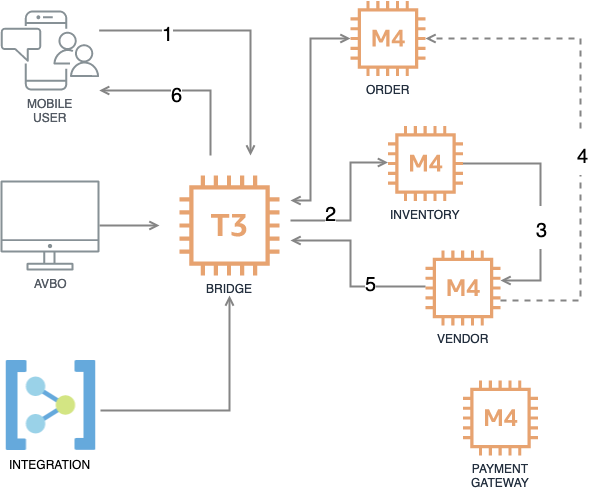 1
M4
ORDER
6
MOBILE
USER
4
M4
INVENTORY
2
T3
3
AVBO
BRIDGE
5
M4
VENDOR
M4
INTEGRATION
PAYMENT
GATEWAY